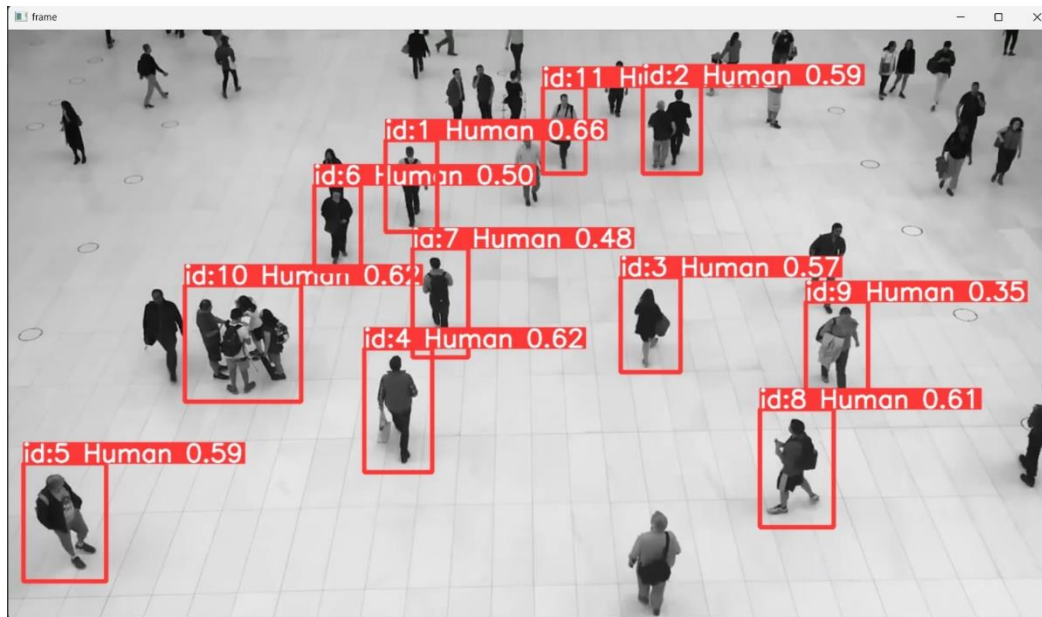 frame
id:11 H
id:2 Human 0.59
id:1 Human 0.66
id:6 Human 0.50
id:7 Human 0.48
id:3 Human 0.57
id:10 Human 0.62
id:9 Human 0.35
id:4 Human 0.62
id:8 Human 0.61
id:5 Human 0.59